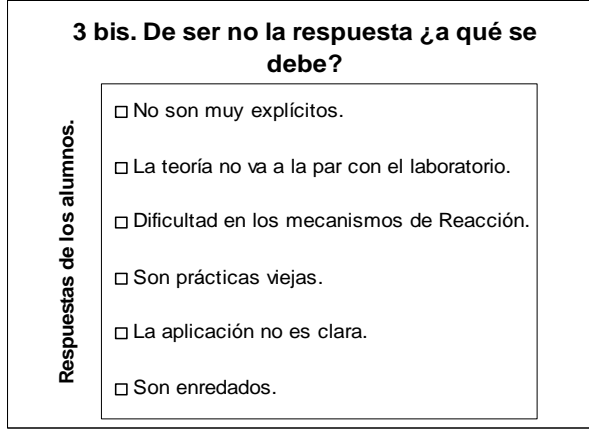 3 bis. De ser no la respuesta ¿a qué se
debe?
Respuestas de los alumnos.
No son muy explícitos.
La teoría no va a la par con el laboratorio.
Dificultad en los mecanismos de Reacción.
Son prácticas viejas.
La aplicación no es clara.
Son enredados.